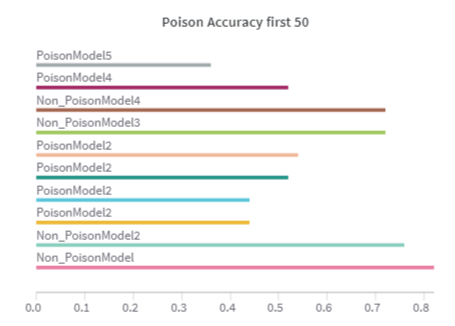 Poison Accuracy first 50
PoisonModel5
PoisonModel4
Non_PoisonModel4
Non_PoisonModel3
PoisonModel2
PoisonModel2
PoisonModel2
PoisonModel2
Non_PoisonModel2
Non_PoisonModel
0.0 0.1 0.2 0.3 0.4 0.5 0.6 0.7 0.8